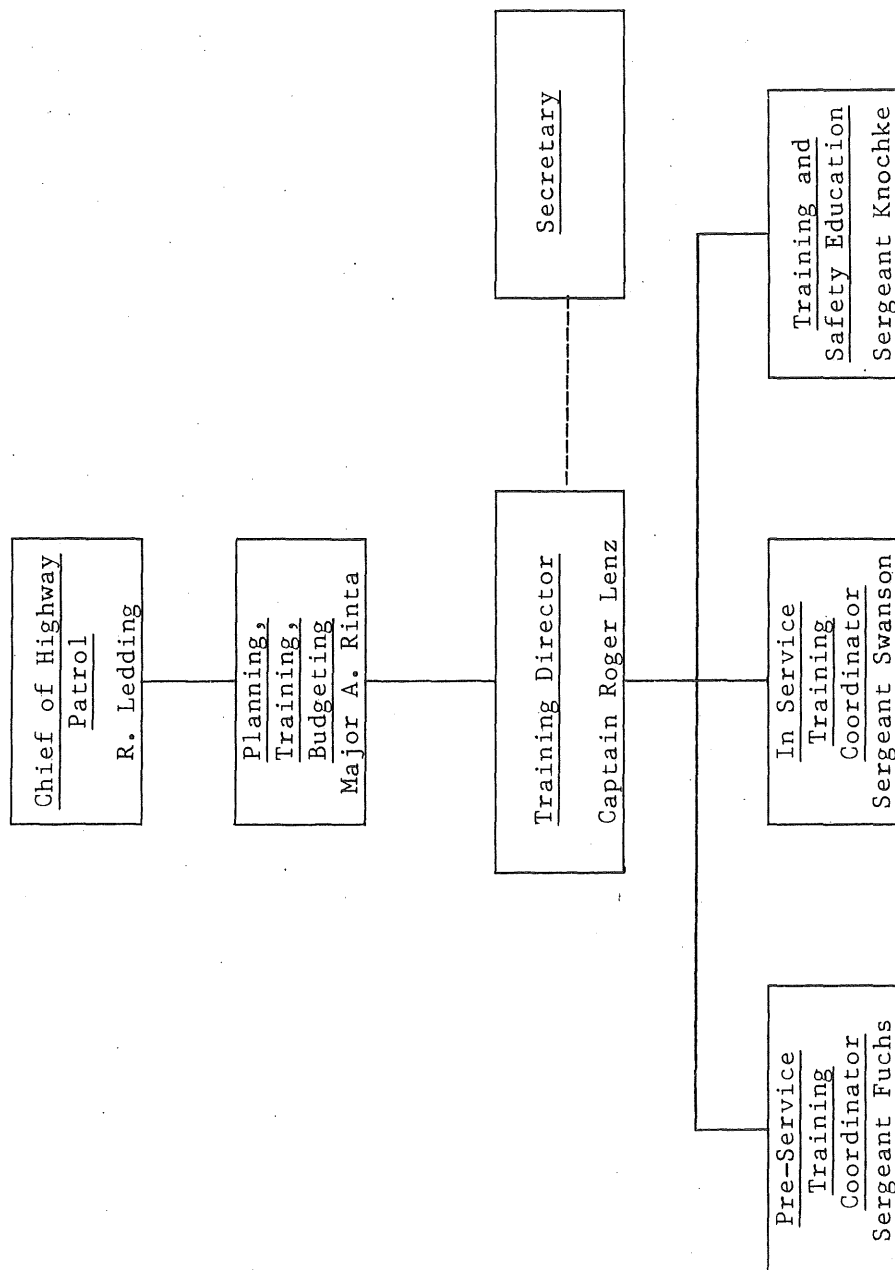 Chief of Highway
Patrol
R. Ledding
Planning,
Training,
Budgeting
Major A. Rinta
Training Director
Captain Roger Lenz
Secretary
Pre-Service
Training
Coordinator
Sergeant Fuchs
In Service
Training
Coordinator
Sergeant Swanson
Training and
Safety Education
Sergeant Knochke